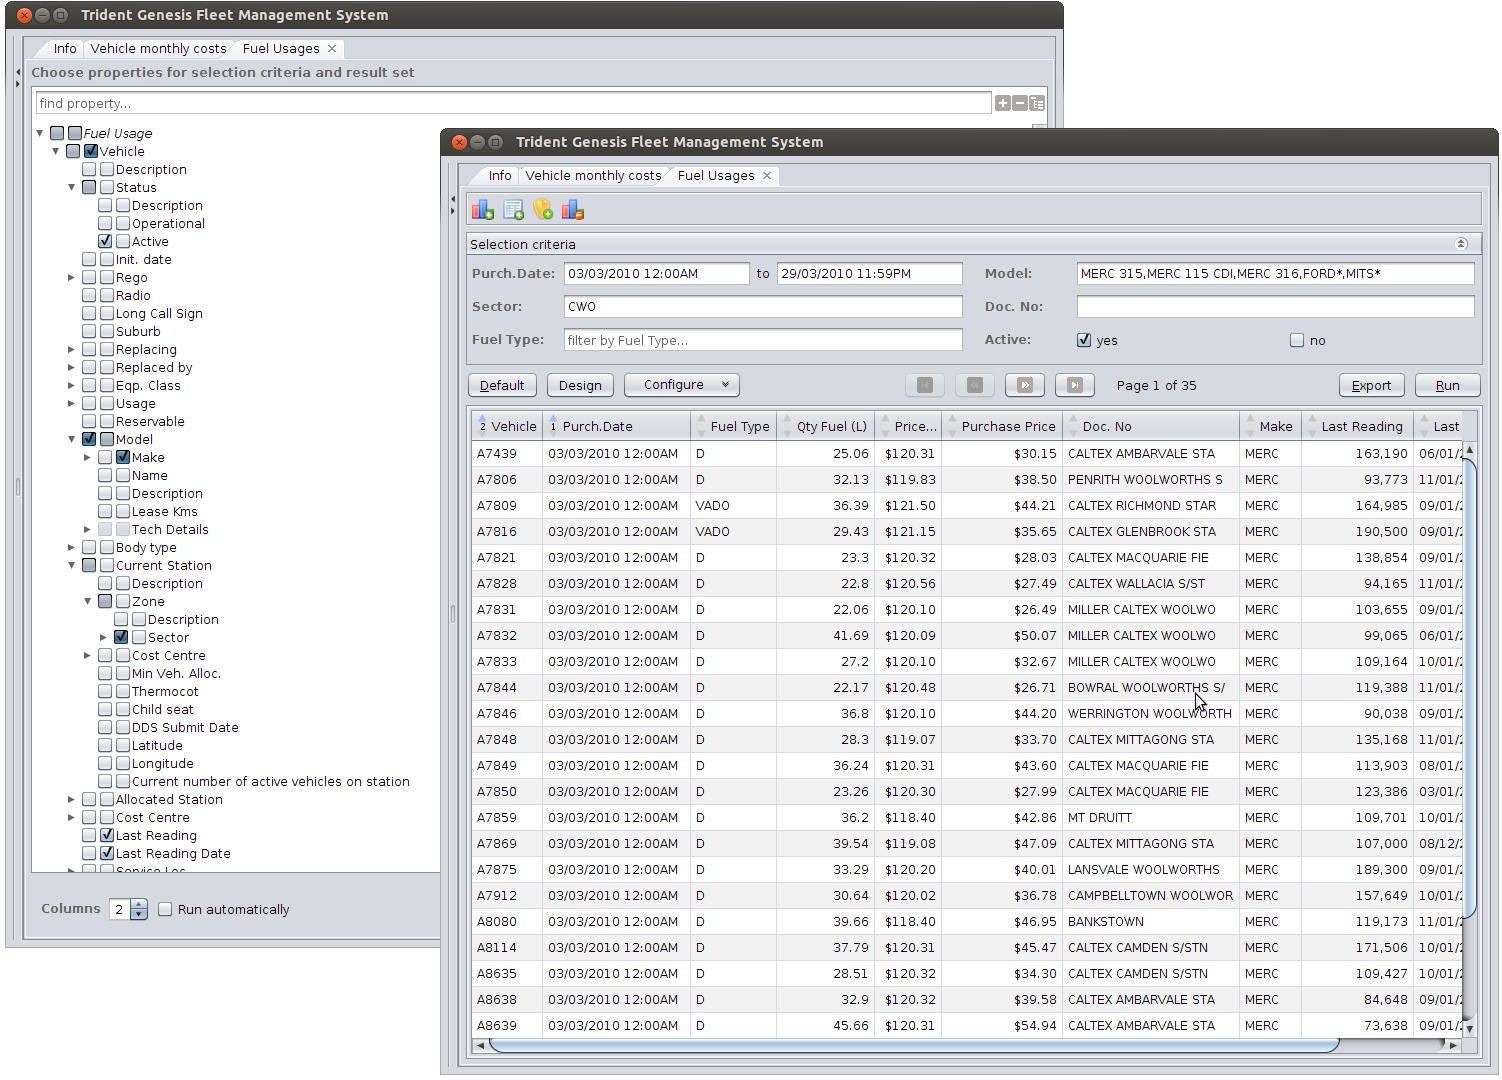 Trident Genesis Fleet Management System
Info Vehicle monthly costs Fuel Usages
Choose properties for selection criteria and result set
find property...
Fuel Usage
Vehicle
Description
Status
Description
Operational
Active
Init. date
Rego
Radio
Long Call Sign
Suburb
Replacing
Replaced by
Eqp. Class
Usage
Reservable
Model
Make
Name
Description
Lease Kms
Tech Details
Body type
Current Station
Description
Zone
Description
Sector
Cost Centre
Min Veh. Alloc.
Thermocot
Child seat
DDS Submit Date
Latitude
Longitude
Current number of active vehicles on station
Allocated Station
Cost Centre
Last Reading
Last Reading Date
Service Loc
Columns 2 Run automatically
Trident Genesis Fleet Management System
Info Vehicle monthly costs Fuel Usages
Selection criteria
Purch.Date: 03/03/2010 12:00AM to 29/03/2010 11:59PM Model: MERC 315,MERC 115 CDI,MERC 316,FORD*,MITS*
Sector: CWO Doc. No:
Fuel Type: filter by Fuel Type... Active: yes no
Default Design Configure Page 1 of 35 Export Run
2 Vehicle 1 Purch.Date Fuel Type Qty Fuel (L) Price... Purchase Price Doc. No Make Last Reading Last
A7439 03/03/2010 12:00AM D 25.06 $120.31 $30.15 CALTEX AMBARVALE STA MERC 163,190 06/01/2
A7806 03/03/2010 12:00AM D 32.13 $119.83 $38.50 PENRITH WOOLWORTHS S MERC 93,773 11/01/2
A7809 03/03/2010 12:00AM VADO 36.39 $121.50 $44.21 CALTEX RICHMOND STAR MERC 164,985 09/01/2
A7816 03/03/2010 12:00AM VADO 29.43 $121.15 $35.65 CALTEX GLENBROOK STA MERC 190,500 09/01/2
A7821 03/03/2010 12:00AM D 23.3 $120.32 $28.03 CALTEX MACQUARIE FIE MERC 138,854 09/01/2
A7828 03/03/2010 12:00AM D 22.8 $120.56 $27.49 CALTEX WALLACIA S/ST MERC 94,165 11/01/2
A7831 03/03/2010 12:00AM D 22.06 $120.10 $26.49 MILLER CALTEX WOOLWO MERC 103,655 09/01/2
A7832 03/03/2010 12:00AM D 41.69 $120.09 $50.07 MILLER CALTEX WOOLWO MERC 99,065 06/01/2
A7833 03/03/2010 12:00AM D 27.2 $120.10 $32.67 MILLER CALTEX WOOLWO MERC 109,164 10/01/2
A7844 03/03/2010 12:00AM D 22.17 $120.48 $26.71 BOWRAL WOOLWORTHS S/ MERC 119,388 11/01/2
A7846 03/03/2010 12:00AM D 36.8 $120.10 $44.20 WERRINGTON WOOLWORTH MERC 90,038 09/01/2
A7848 03/03/2010 12:00AM D 28.3 $119.07 $33.70 CALTEX MITTAGONG STA MERC 135,168 11/01/2
A7849 03/03/2010 12:00AM D 36.24 $120.31 $43.60 CALTEX MACQUARIE FIE MERC 113,903 08/01/2
A7850 03/03/2010 12:00AM D 23.26 $120.30 $27.99 CALTEX MACQUARIE FIE MERC 123,386 03/01/2
A7859 03/03/2010 12:00AM D 36.2 $118.40 $42.86 MT DRUITT MERC 109,701 10/01/2
A7869 03/03/2010 12:00AM D 39.54 $119.08 $47.09 CALTEX MITTAGONG STA MERC 107,000 08/12/2
A7875 03/03/2010 12:00AM D 33.29 $120.20 $40.01 LANSVALE WOOLWORTHS MERC 189,300 09/01/2
A7912 03/03/2010 12:00AM D 30.64 $120.02 $36.78 CAMPBELLTOWN WOOLWOR MERC 157,649 10/01/2
A8080 03/03/2010 12:00AM D 39.66 $118.40 $46.95 BANKSTOWN MERC 119,173 11/01/2
A8114 03/03/2010 12:00AM D 37.79 $120.31 $45.47 CALTEX CAMDEN S/STN MERC 171,506 10/01/2
A8635 03/03/2010 12:00AM D 28.51 $120.32 $34.30 CALTEX CAMDEN S/STN MERC 109,427 10/01/2
A8638 03/03/2010 12:00AM D 32.9 $120.32 $39.58 CALTEX AMBARVALE STA MERC 84,648 09/01/2
A8639 03/03/2010 12:00AM D 45.66 $120.31 $54.94 CALTEX AMBARVALE STA MERC 73,638 09/01/2